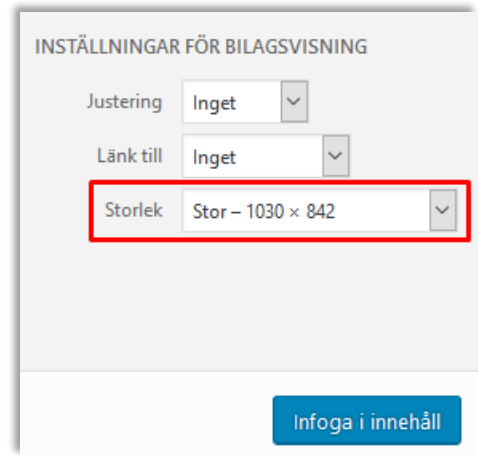 INSTÄLLNINGAR FÖR BILAGSVISNING
Justering Inget
Länk till Inget
Storlek Stor – 1030 × 842
Infoga i innehåll